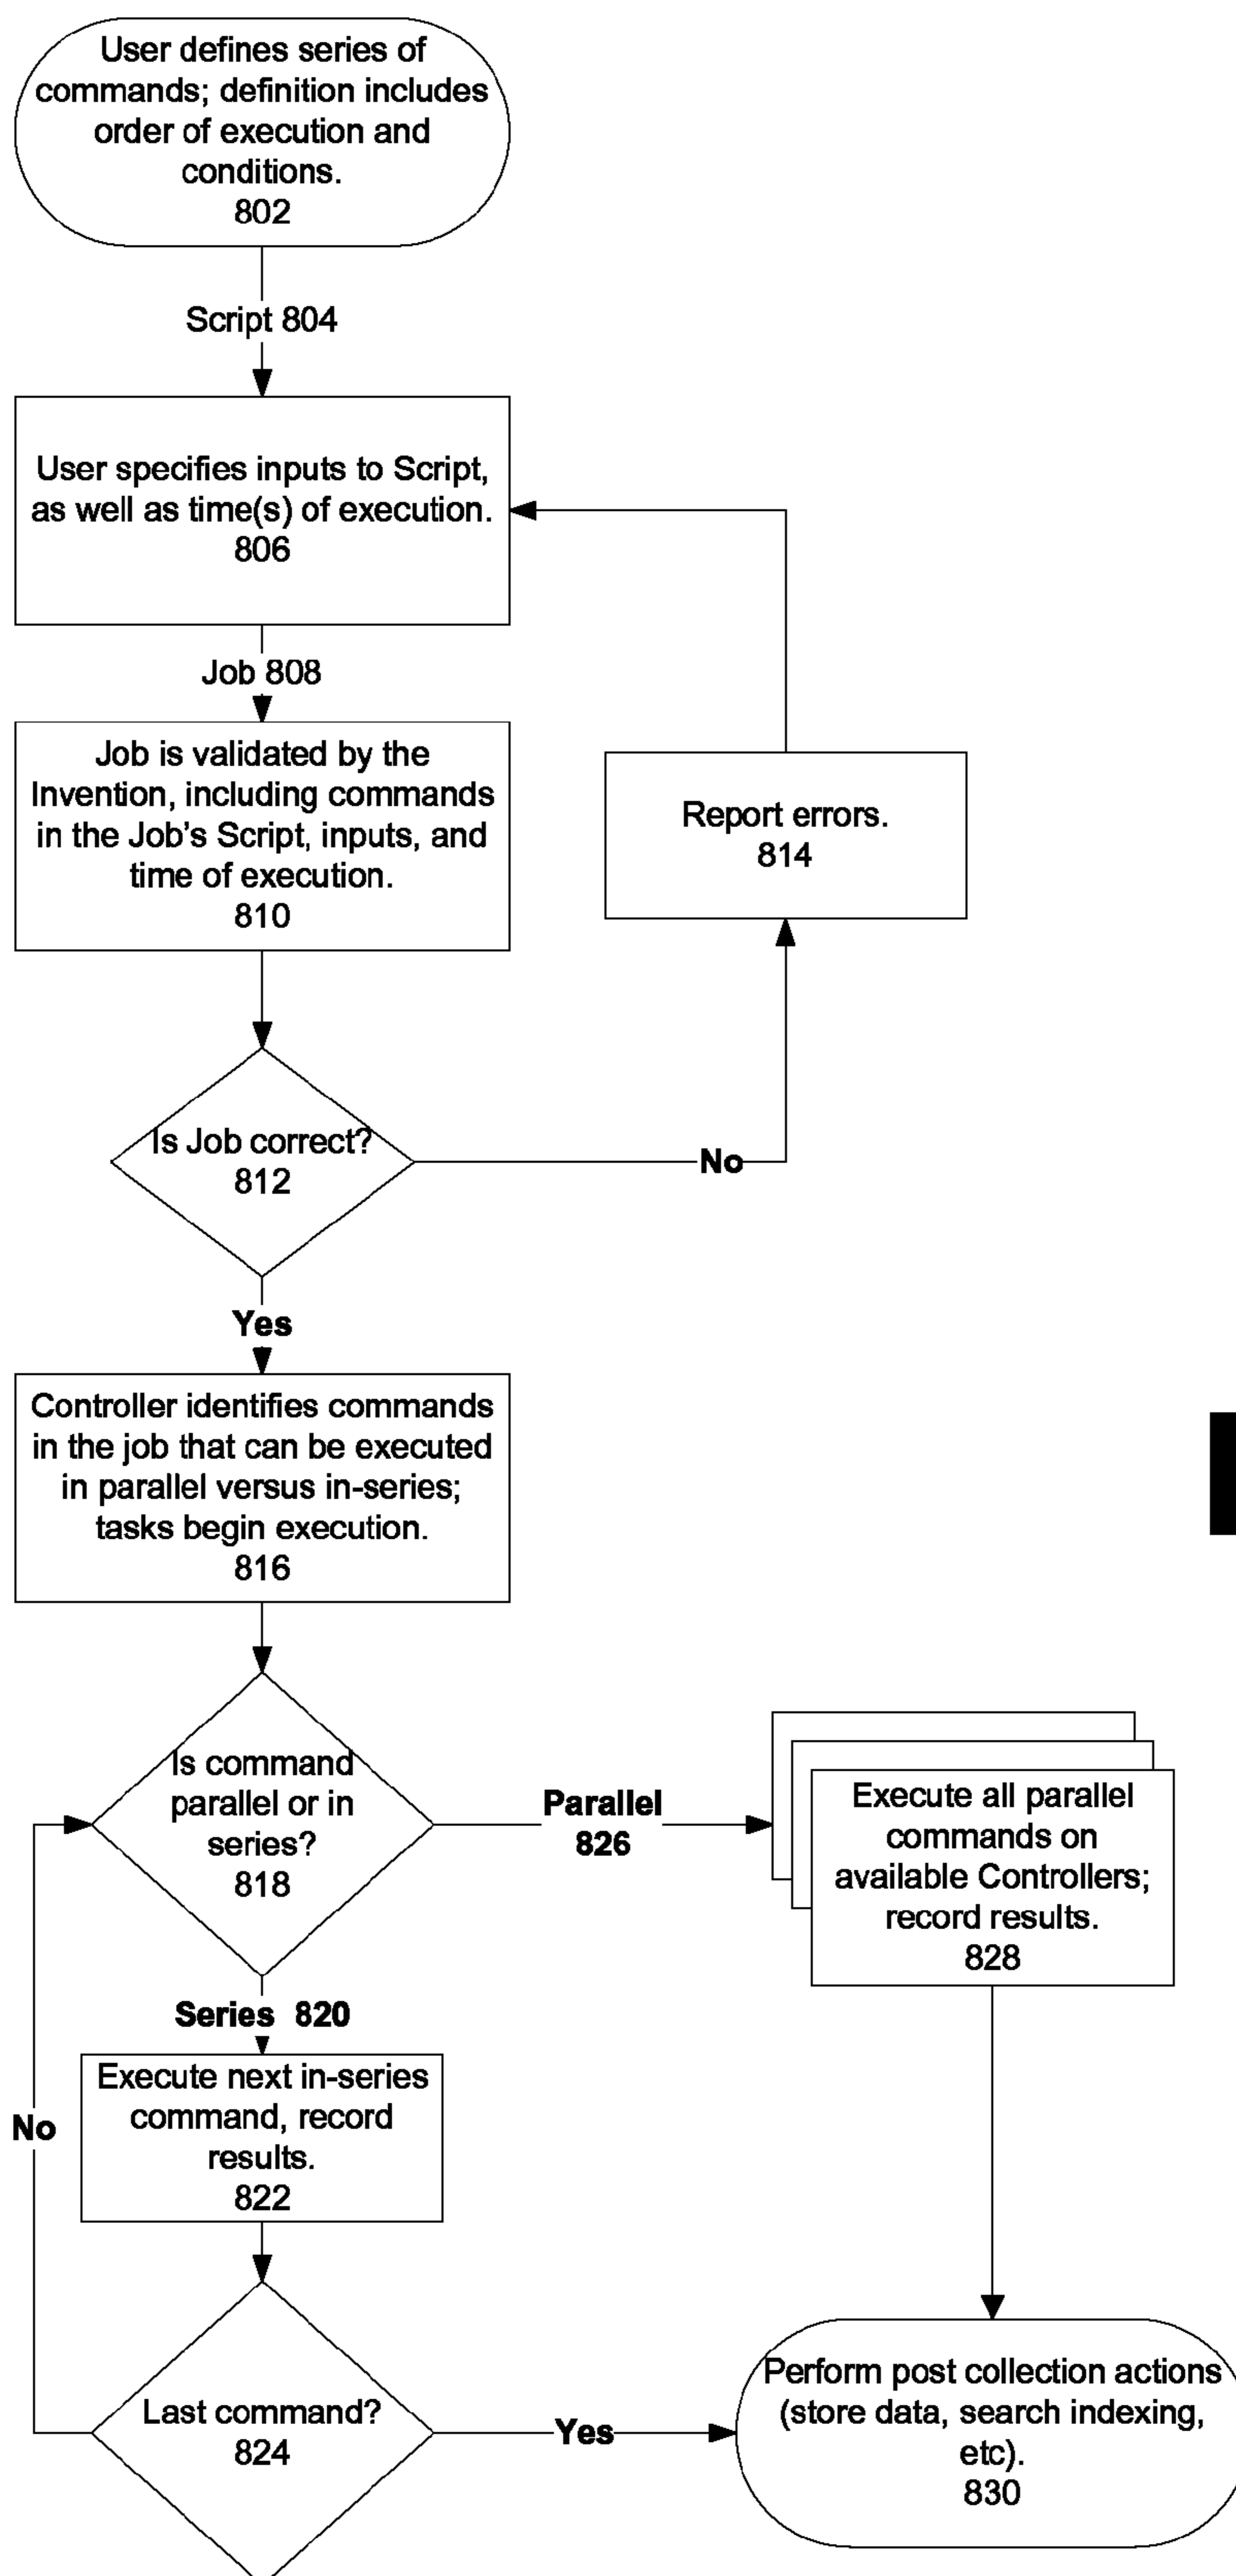 User defines series of
commands; definition includes
order of execution and
conditions.
802
Script 804
User specifies inputs to Script,
as well as time(s) of execution.
806
Job 808
Job is validated by the
Invention, including commands
in the Job's Script, inputs, and
time of execution.
810
Report errors.
814
Is Job correct?
812
No
Yes
Controller identifies commands
in the job that can be executed
in parallel versus in-series;
tasks begin execution.
816
Is command
parallel or in
series?
818
Parallel
826
Execute all parallel
commands on
available Controllers;
record results.
828
Series 820
Execute next in-series
command, record
results.
822
No
Last command?
824
Yes
Perform post collection actions
(store data, search indexing,
etc).
830